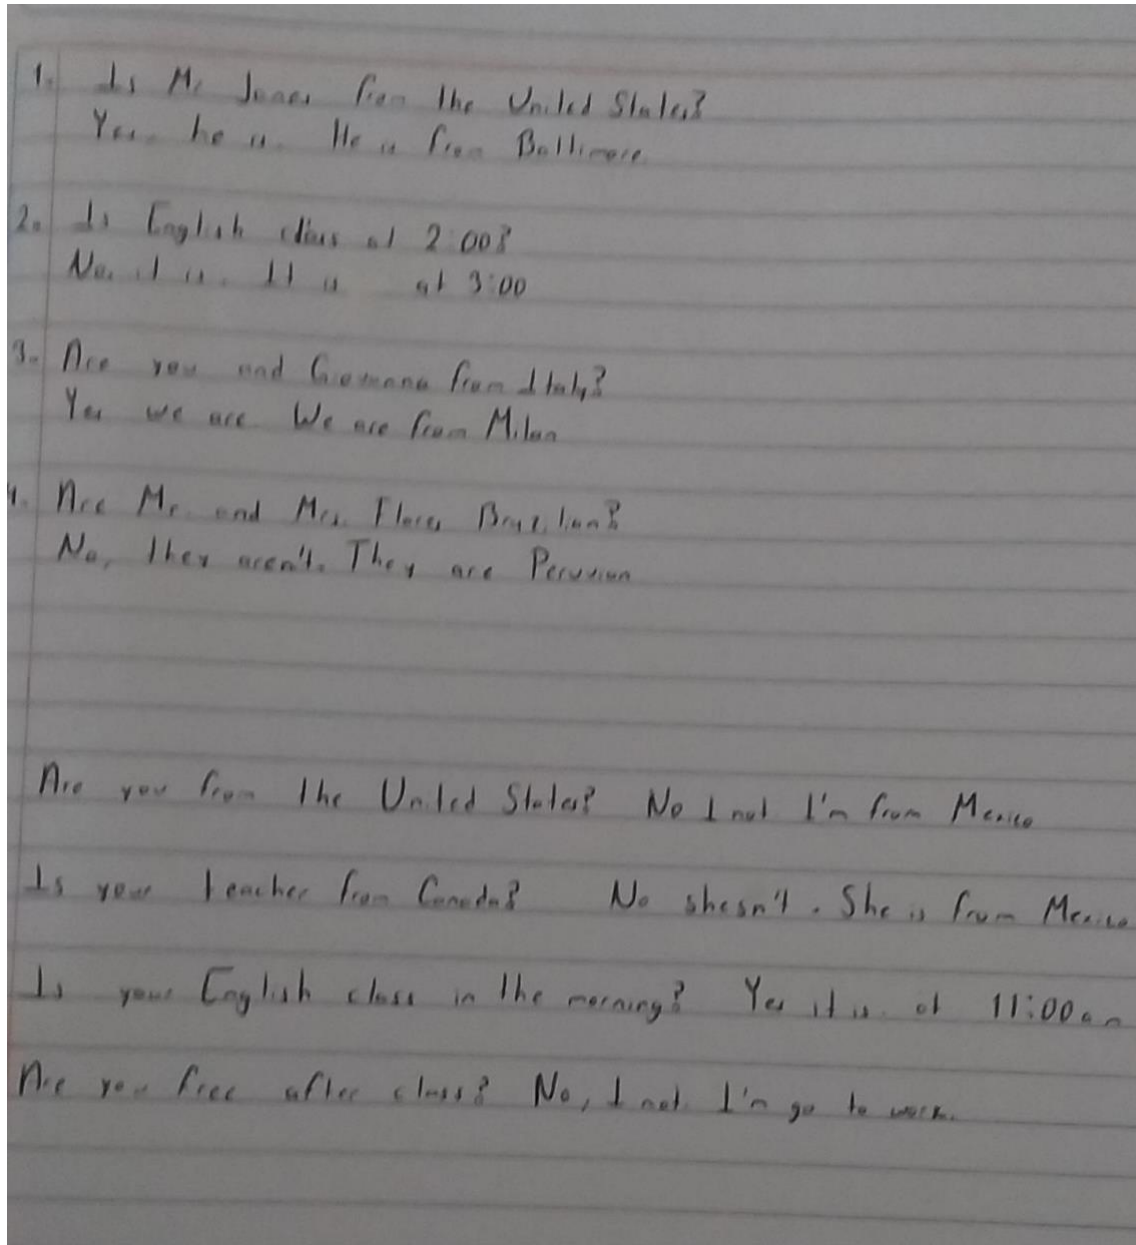 1. Is Mr Jones from the United States?
Yes. he is. He is from Baltimore.
2. Is English class at 2:00?
No, it is. It is at 3:00
3. Are you and Gemana from Italy?
Yes we are. We are from Milan
4. Are Mr. and Mrs. Flores Brazilian?
No, they aren't. They are Peruvian
Are you from the United States? No I not I'm from Mexico
Is your teacher from Canada? No shesn't. She is from Mexico
Is your English class in the morning? Yes it is. at 11:00am
Are you free after class? No, I not. I'm go to work.